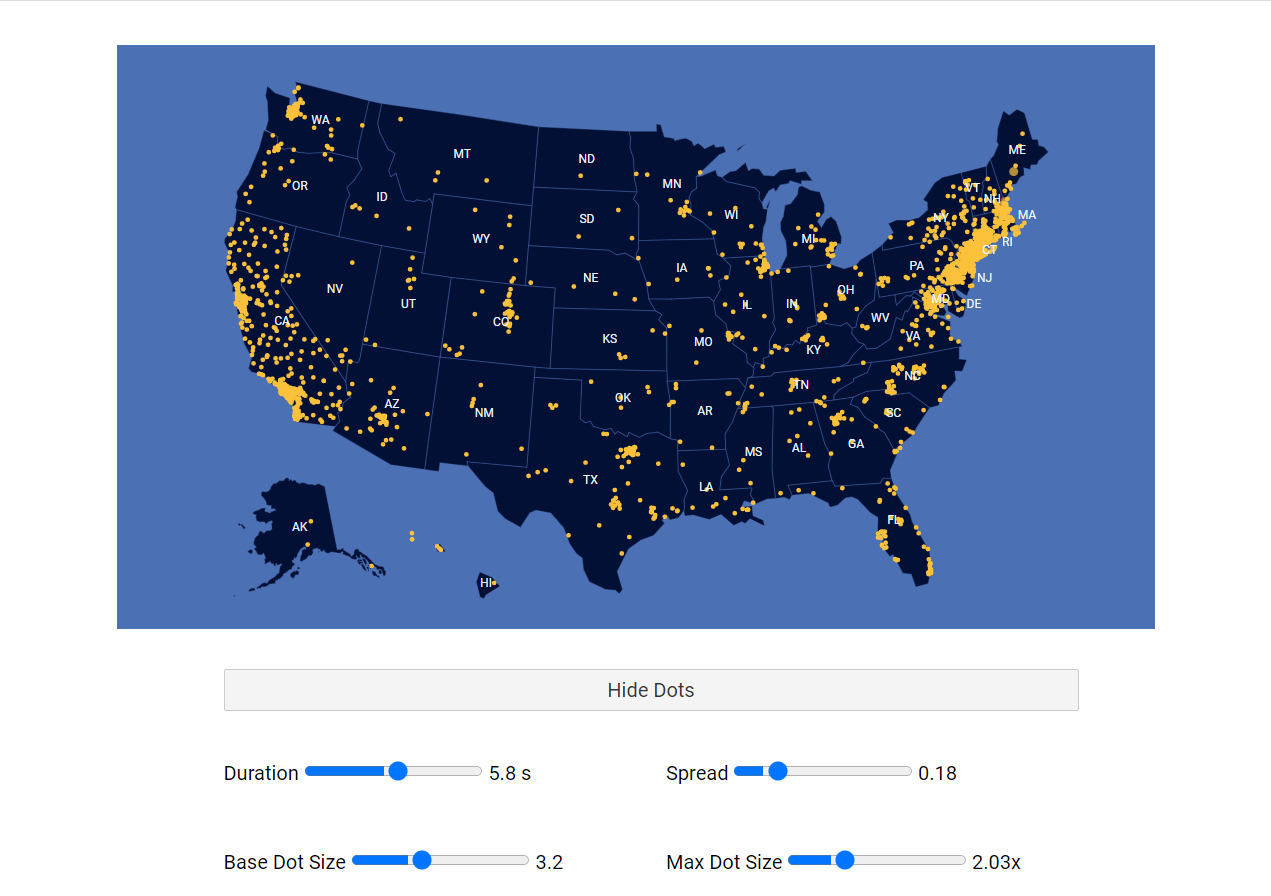 WA
MT
ND
ME
MN
VT
OR
ID
NH
SD
WI
NY
MA
WY
MI
RI
CT
IA
PA
NE
NJ
NV
OH
UT
IL
IN
MD
DE
CA
CO
WV
KS
MO
VA
KY
NC
TN
OK
AZ
AR
NM
SC
GA
MS
AL
TX
LA
FL
AK
HI
Hide Dots
Duration 5.8 s
Spread 0.18
Base Dot Size 3.2
Max Dot Size 2.03x